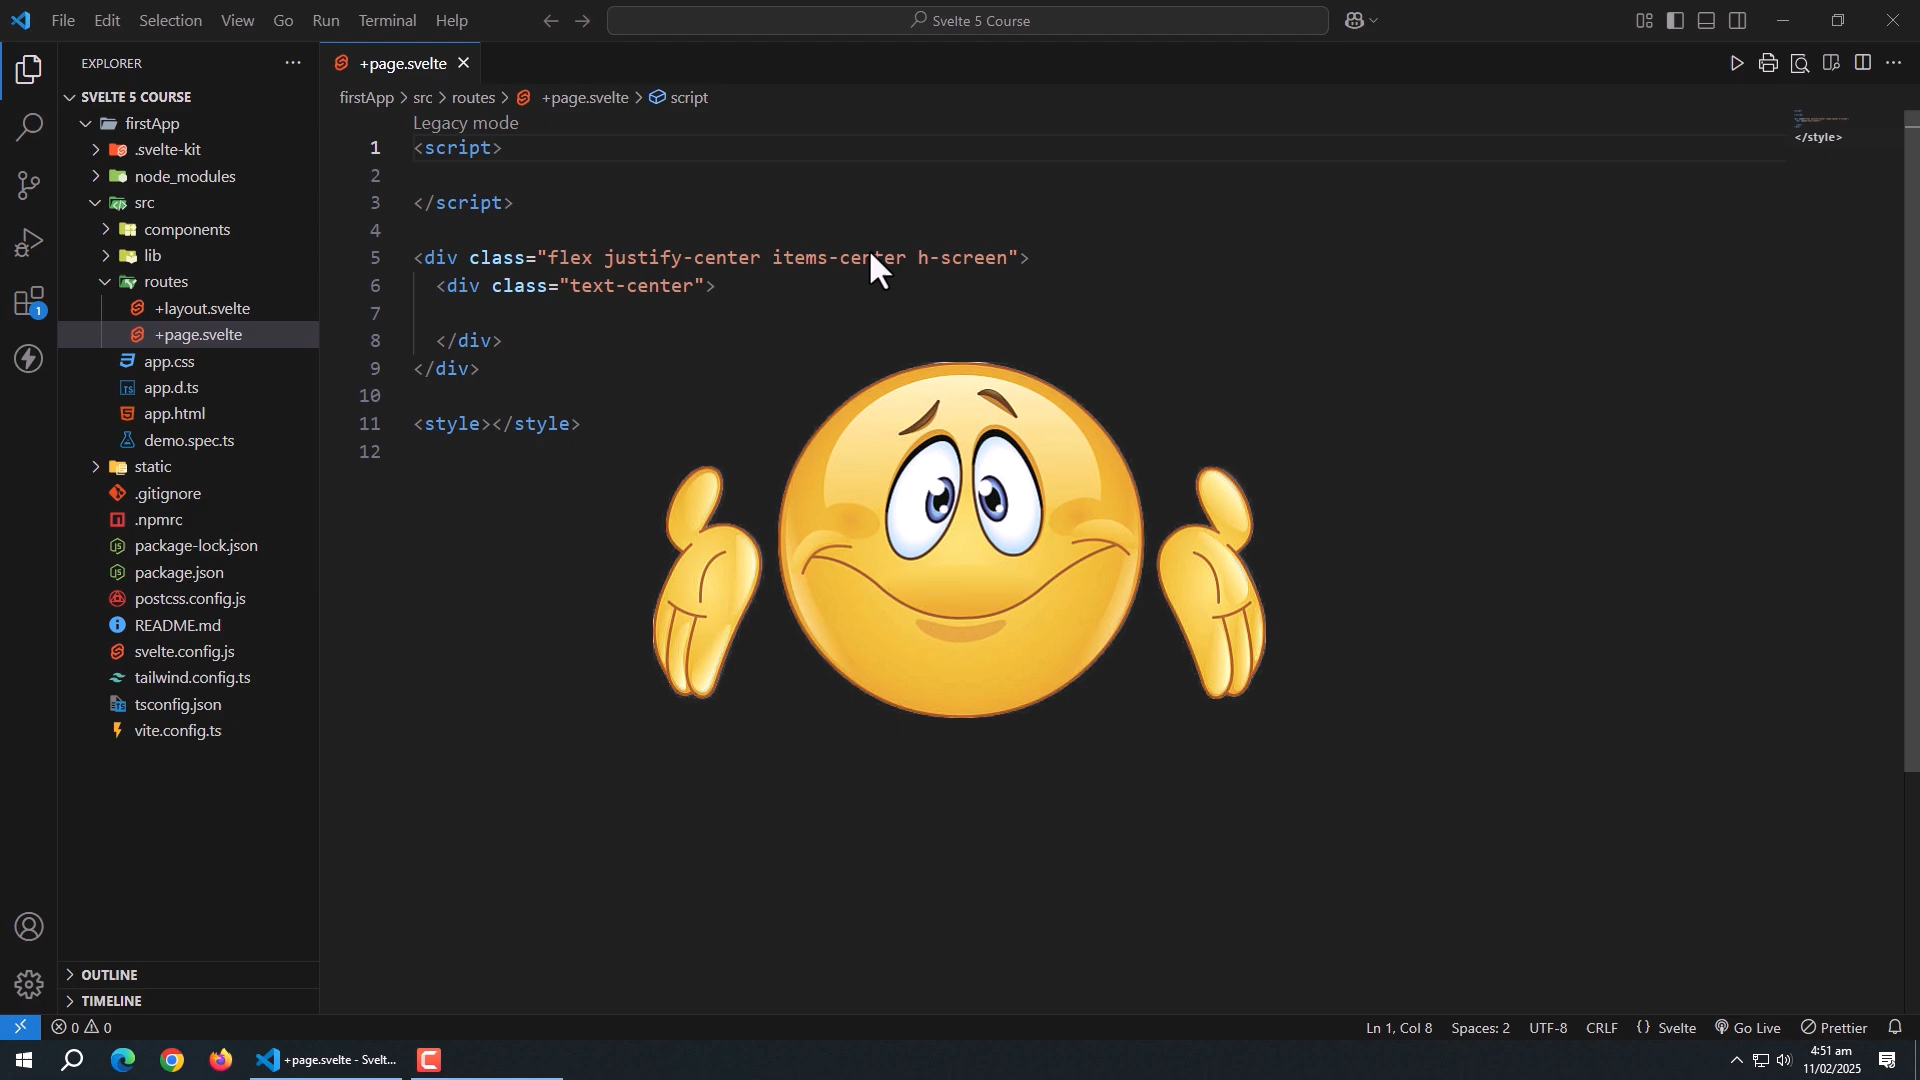 File Edit Selection View Go Run Terminal Help
Svelte 5 Course
EXPLORER
+page.svelte
SVELTE 5 COURSE
firstApp > src > routes > +page.svelte > script
firstApp
.svelte-kit
node_modules
src
components
lib
routes
+layout.svelte
+page.svelte
app.css
app.d.ts
app.html
demo.spec.ts
static
.gitignore
.npmrc
package-lock.json
package.json
postcss.config.js
README.md
svelte.config.js
tailwind.config.ts
tsconfig.json
vite.config.ts
OUTLINE
TIMELINE
1
Legacy mode
1 <script>
2
3 </script>
4
5 <div class="flex justify-center items-center h-screen">
6 <div class="text-center">
7
8 </div>
9 </div>
10
11 <style></style>
12
</style>
0 0
Ln 1, Col 8 Spaces: 2 UTF-8 CRLF {} Svelte Go Live Prettier
+page.svelte - Svelt...
4:51 am
11/02/2025